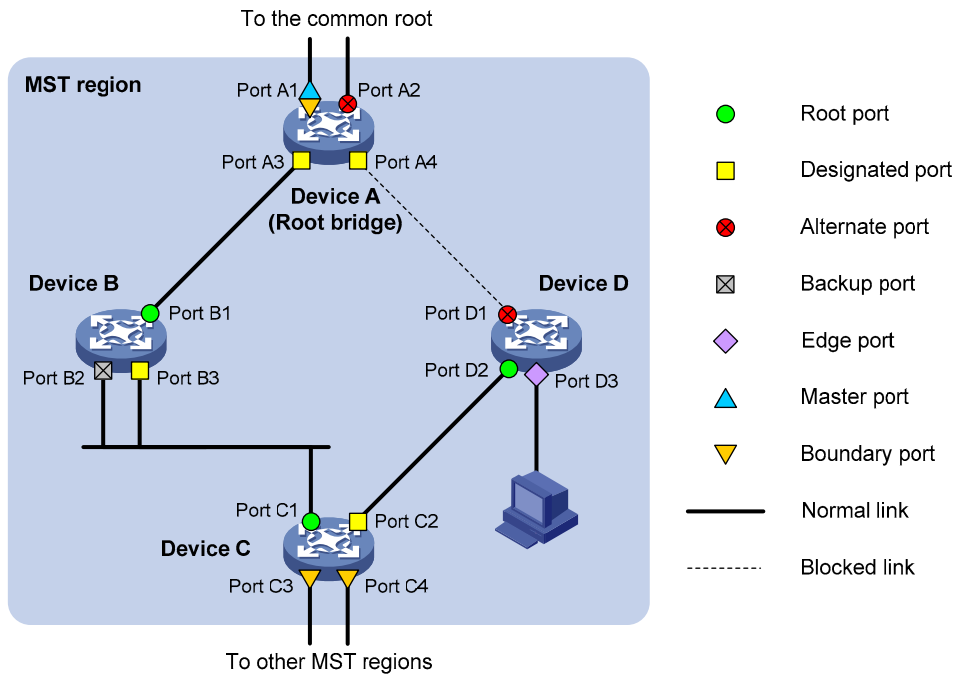 To the common root
MST region
Port A1
Port A2
Port A3
Port A4
Device A
(Root bridge)
Device B
Device D
Port B1
Port D1
Port B2
Port B3
Port D2
Port D3
Port C1
Port C2
Device C
Port C3
Port C4
To other MST regions
Root port
Designated port
Alternate port
Backup port
Edge port
Master port
Boundary port
Normal link
Blocked link